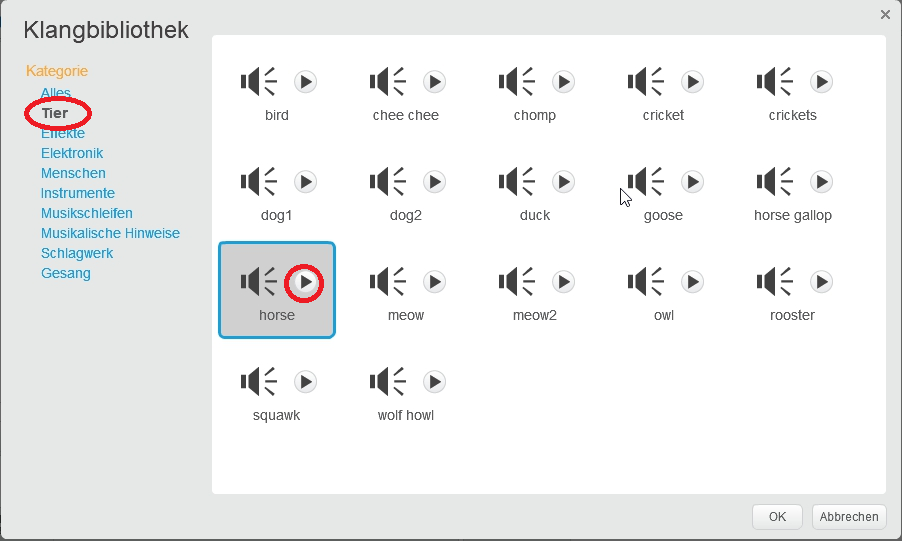 Klangbibliothek
Kategorie
Alles
Tier
Effekte
Elektronik
Menschen
Instrumente
Musikschleifen
Musikalische Hinweise
Schlagwerk
Gesang
bird chee chee chomp cricket crickets
dog1 dog2 duck goose horse gallop
horse meow meow2 owl rooster
squawk wolf howl
OK Abbrechen